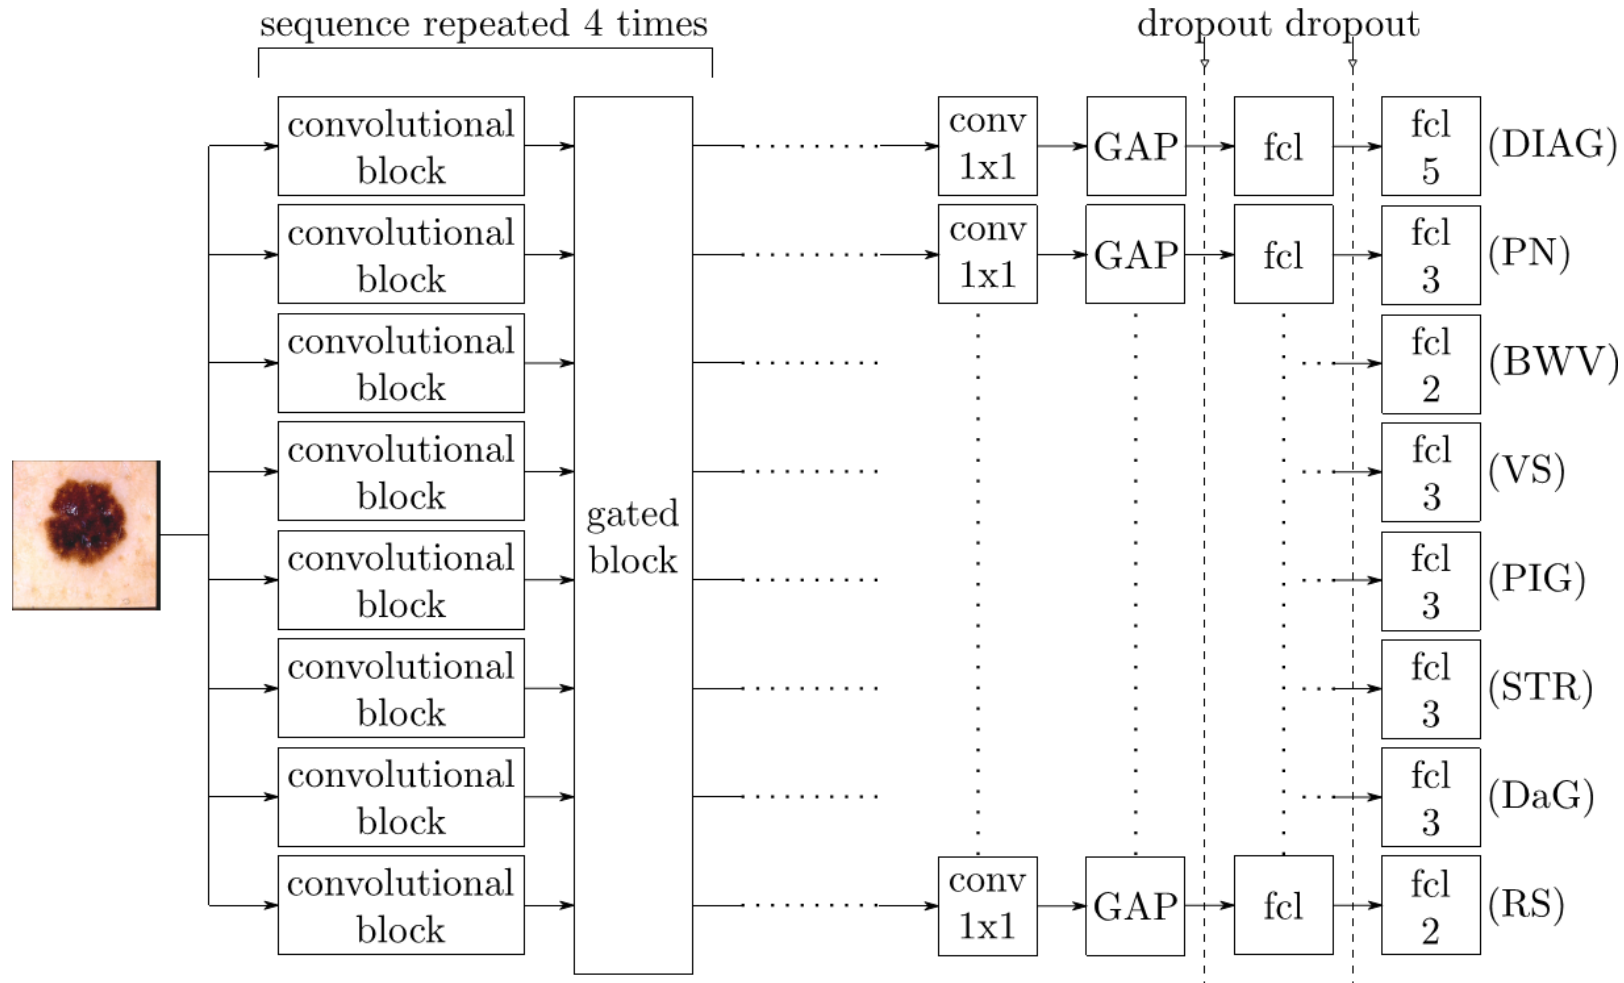 sequence repeated 4 times
dropout dropout
convolutional
block
conv
1x1
GAP
fcl
fcl
5
(DIAG)
convolutional
block
conv
1x1
GAP
fcl
fcl
3
(PN)
convolutional
block
fcl
2
(BWV)
convolutional
block
fcl
3
(VS)
gated
block
convolutional
block
fcl
3
(PIG)
convolutional
block
fcl
3
(STR)
convolutional
block
fcl
3
(DaG)
convolutional
block
conv
1x1
GAP
fcl
fcl
2
(RS)